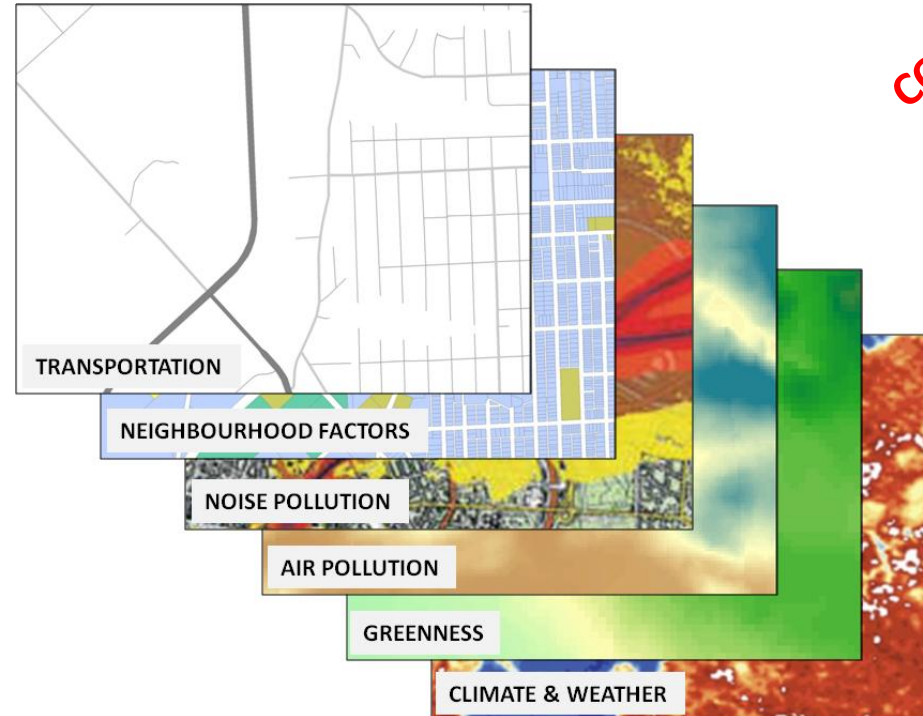 TRANSPORTATION
NEIGHBOURHOOD FACTORS
NOISE POLLUTION
AIR POLLUTION
GREENNESS
CLIMATE & WEATHER